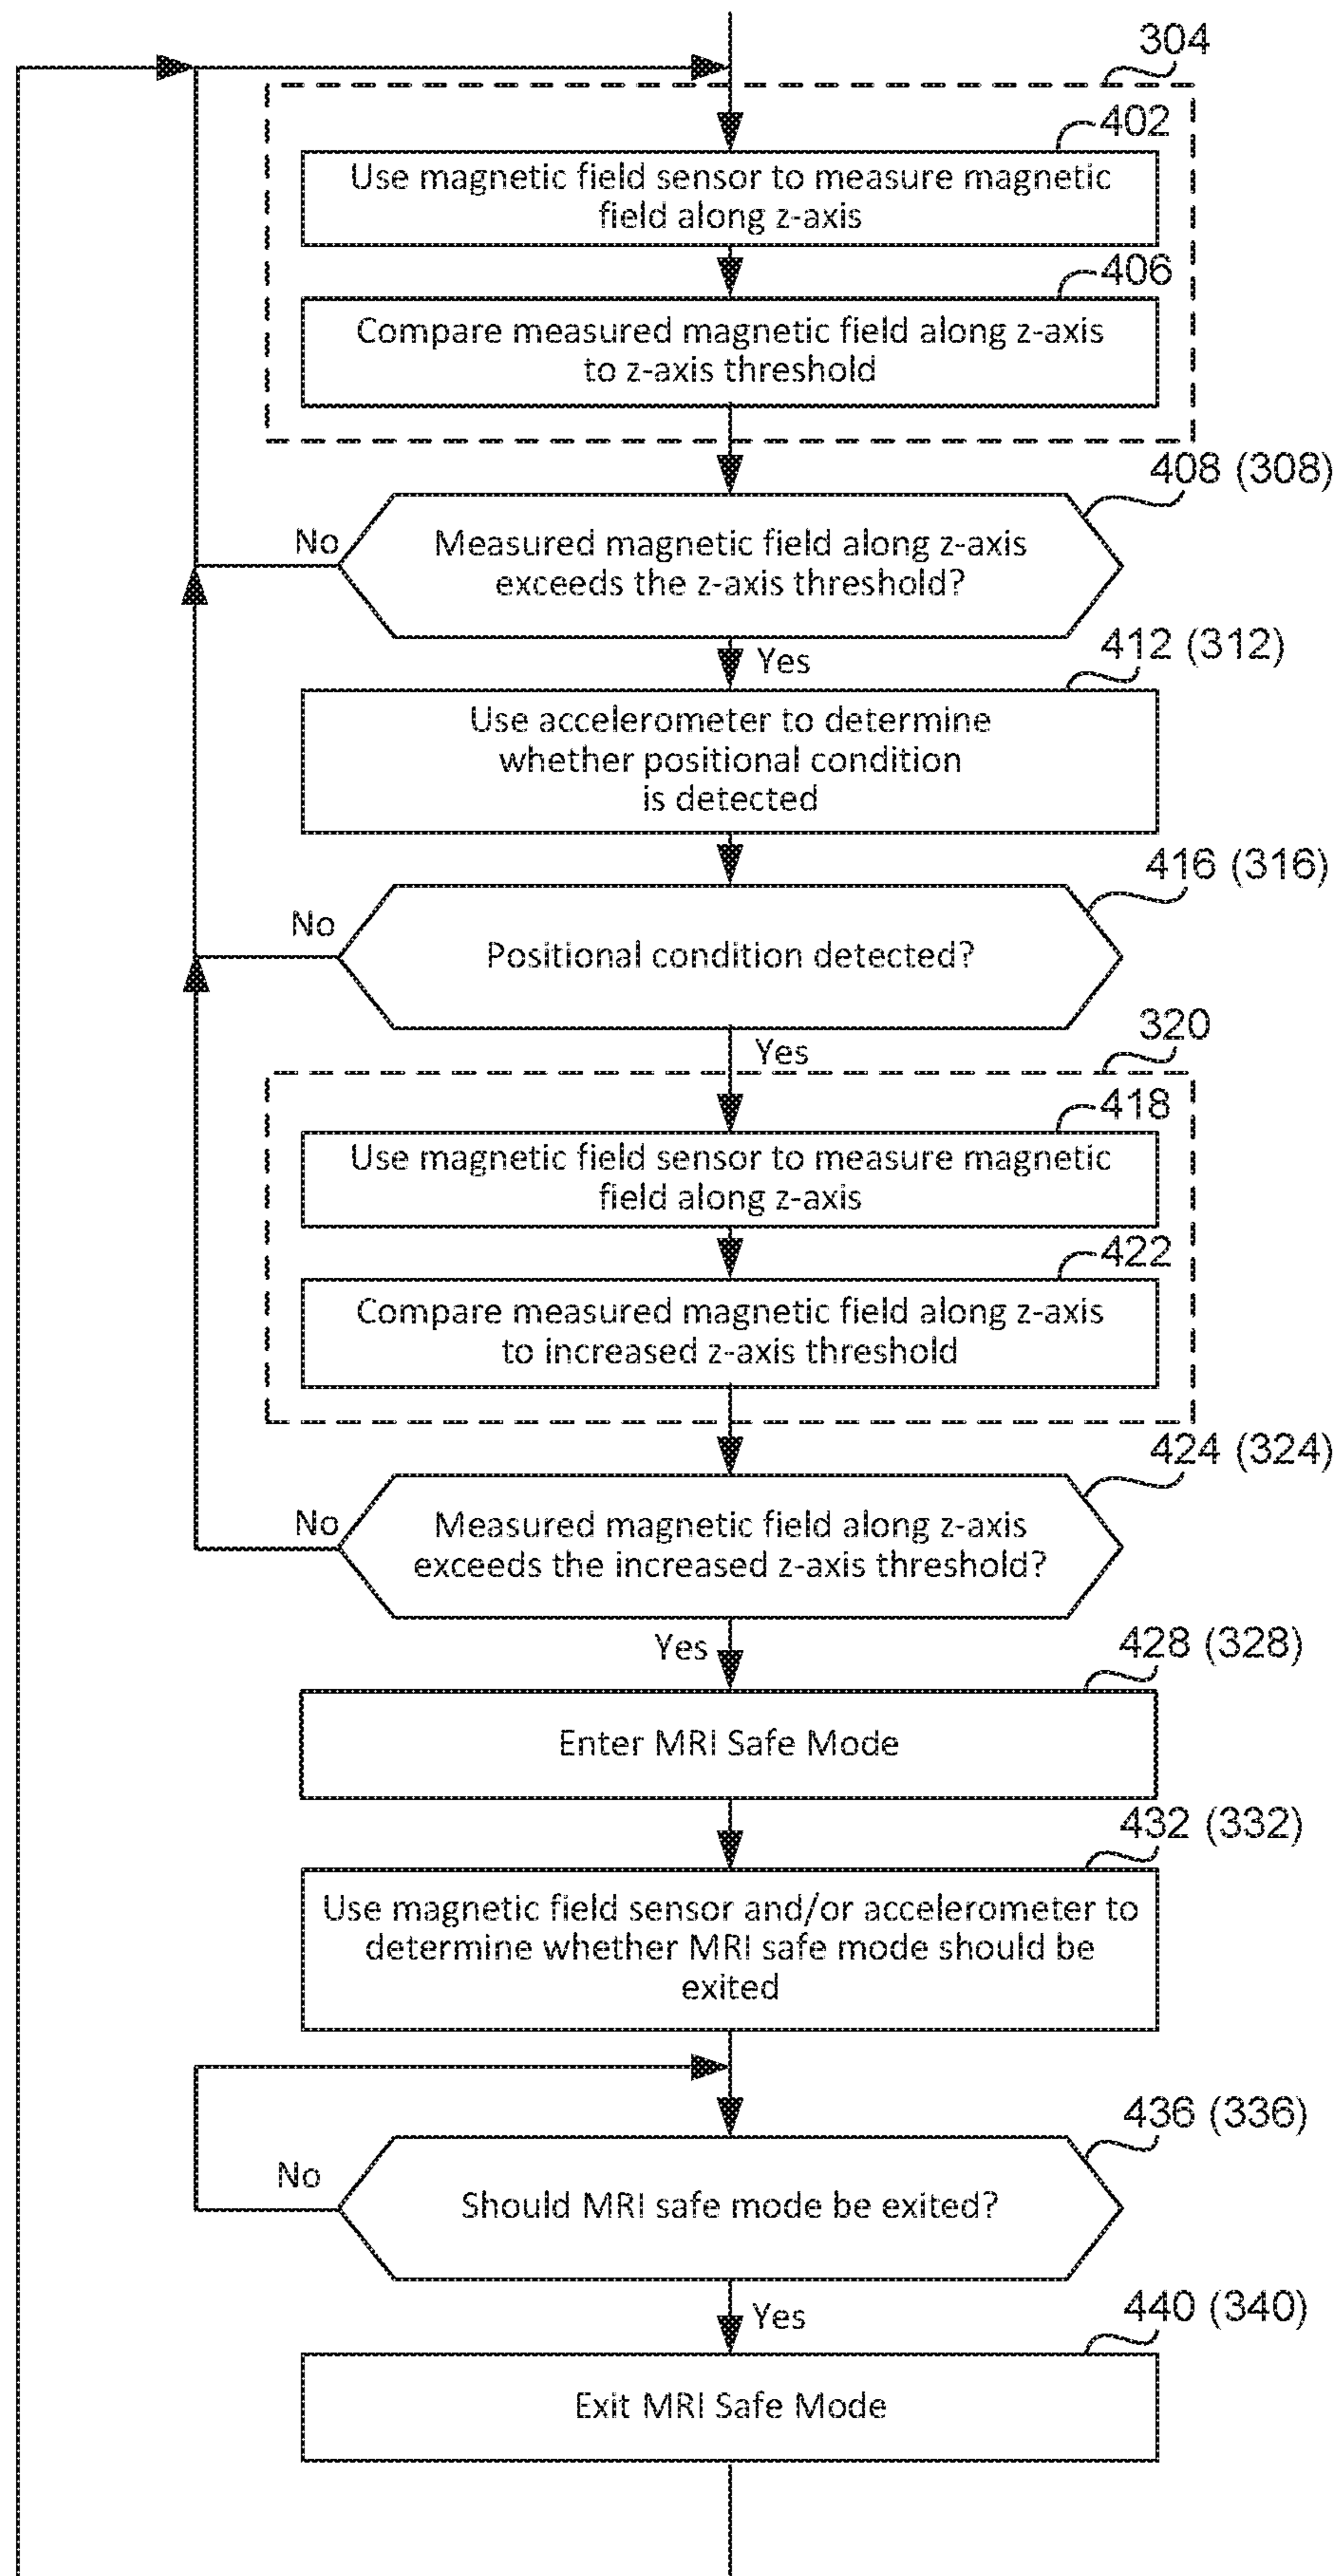 304
402
Use magnetic field sensor to measure magnetic
field along z-axis
406
Compare measured magnetic field along z-axis
to z-axis threshold
408 (308)
No
Measured magnetic field along z-axis
exceeds the z-axis threshold?
Yes
412 (312)
Use accelerometer to determine
whether positional condition
is detected
416 (316)
No
Positional condition detected?
Yes
320
418
Use magnetic field sensor to measure magnetic
field along z-axis
422
Compare measured magnetic field along z-axis
to increased z-axis threshold
424 (324)
No
Measured magnetic field along z-axis
exceeds the increased z-axis threshold?
Yes
428 (328)
Enter MRI Safe Mode
432 (332)
Use magnetic field sensor and/or accelerometer to
determine whether MRI safe mode should be
exited
436 (336)
No
Should MRI safe mode be exited?
Yes
440 (340)
Exit MRI Safe Mode